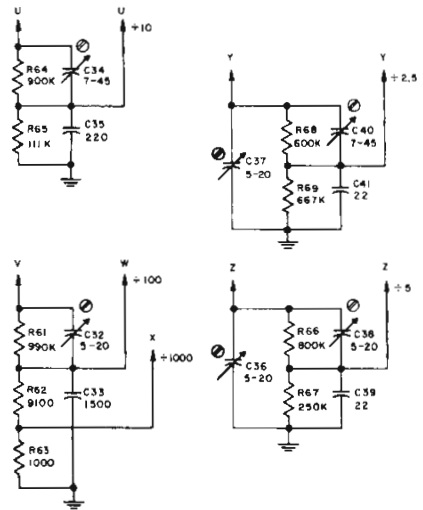 U
U
÷10
R64
900K
C34
7-45
R65
111K
C35
220
Y
Y
÷2.5
R68
600K
C40
7-45
C37
5-20
R69
667K
C41
22
V
W
÷100
X
÷1000
R61
990K
C32
5-20
R62
9100
C33
1500
R63
1000
Z
Z
÷5
R66
800K
C38
5-20
C36
5-20
R67
250K
C39
22